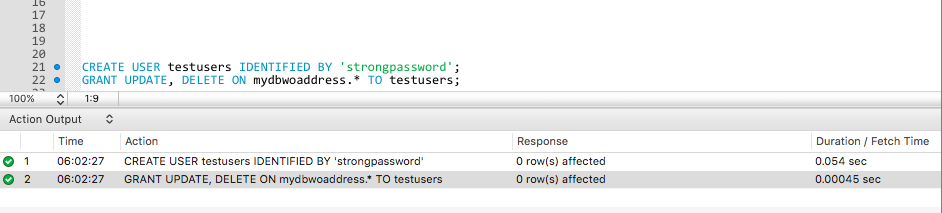 16
17
18
19
20
21 CREATE USER testusers IDENTIFIED BY 'strongpassword';
22 GRANT UPDATE, DELETE ON mydbwoaddress.* TO testusers;
100% 1:9
Action Output
Time Action Response Duration / Fetch Time
1 06:02:27 CREATE USER testusers IDENTIFIED BY 'strongpassword' 0 row(s) affected 0.054 sec
2 06:02:27 GRANT UPDATE, DELETE ON mydbwoaddress.* TO testusers 0 row(s) affected 0.00045 sec